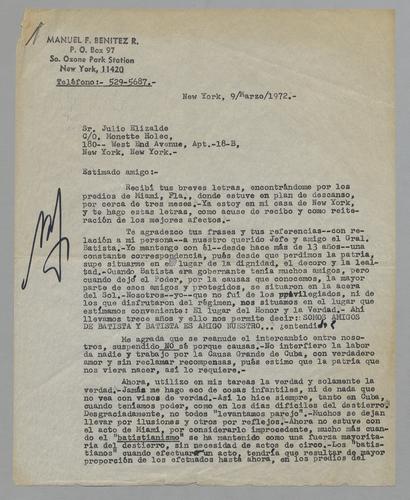 MANUEL F. BENITEZ R.
P. O. Box 97
So. Ozone Park Station
New York, 11420
Teléfono:- 529-5687.-
New York, 9/Marzo/1972.-
Sr. Julio Elizalde
C/O. Monette Holec,
180-- West End Avenue, Apt.-18-B,
New York, New York.-
Estimado amigo:-
Recibí tus breves letras, encontrándome por los
predios de Miami, Fla., donde estuve en plan de descanso,
por cerca de tres meses.-Ya estoy en mi casa de New York,
y te hago estas letras, como acuse de recibo y como reite-
ración de los mejores afectos.-
Te agradezco tus frases y tus referencias--con re-
lación a mi persona--a nuestro querido Jefe y amigo el Gral.
Batista.-Yo mantengo con él--desde hace más de 13 años--una
constante correspondencia, pués desde que perdimos la patria,
supe situarme en el lugar de la dignidad, el decoro y la leal-
tad.-Cuando Batista era gobernante tenía muchos amigos, pero
cuando dejó el Poder, por la causas que conocemos, la mayor
parte de esos amigos y protegidos, se situaron en la acera
del Sol.-Nosotros--yo--que no fuí de los privilegiados, ni de
los que disfrutaron del régimen, nos situamos en el lugar que
estimamos conveniente: El lugar del Honor y la Verdad.- Ahí
llevamos trece años y ello nos permite decir: SOMOS AMIGOS
DE BATISTA Y BATISTA ES AMIGO NUESTRO... ¿entendido?
Me agrada que se reanude el intercambio entre noso-
tros, suspendido NO sé porque causas.- No interfiero la labor
de nadie y trabajo por la Causa Grande de Cuba, con verdadero
amor y sin reclamar recompensas, pués estimo que la patria que
nos viera nacer, así lo requiere.-
Ahora, utilizo en mis tareas la verdad y solamente la
verdad.-Jamás me hago eco de cosas infantiles, ni de nada que
no vea con visos de verdad.-Así lo hice siempre, tanto en Cuba,
cuando teníamos poder, como en los días difíciles del destierro.
Desgraciadamente, no todos "levantamos parejo".-Muchos se dejan
llevar por ilusiones y otros por reflejos.-Ahora no estuve con
el acto de Miami, por considerarlo improcedente, mucho más cuan-
do el "batistianismo" se ha mantenido como una fuerza mayorita-
ria del destierro, sin necesidad de actos de circo.-Los "batis-
tianos" cuando efectuaren un acto, tendría que resultar de mayor
proporción de los efetuados hasta ahora, en los predios del